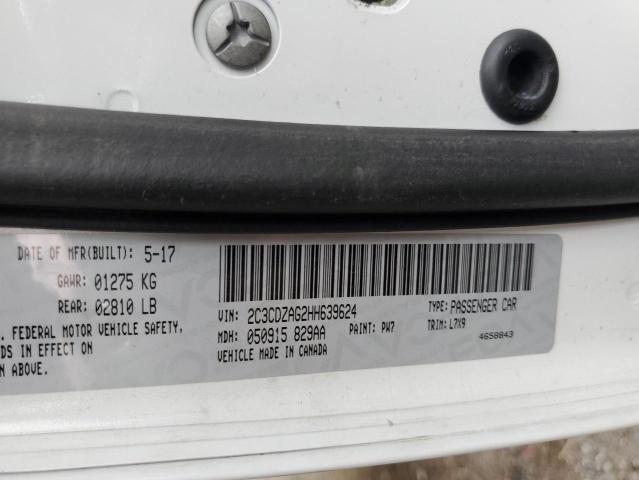 DATE OF MFR(BUILT): 5-17
GAWR: 01275 KG
REAR: 02810 LB
. FEDERAL MOTOR VEHICLE SAFETY,
DS IN EFFECT ON
N ABOVE.
VIN: 2C3CDZAG2HH639624
TYPE: PASSENGER CAR
MDH: 050915 829AA
PAINT: PW7
TRIM: L7X9
VEHICLE MADE IN CANADA
4658843